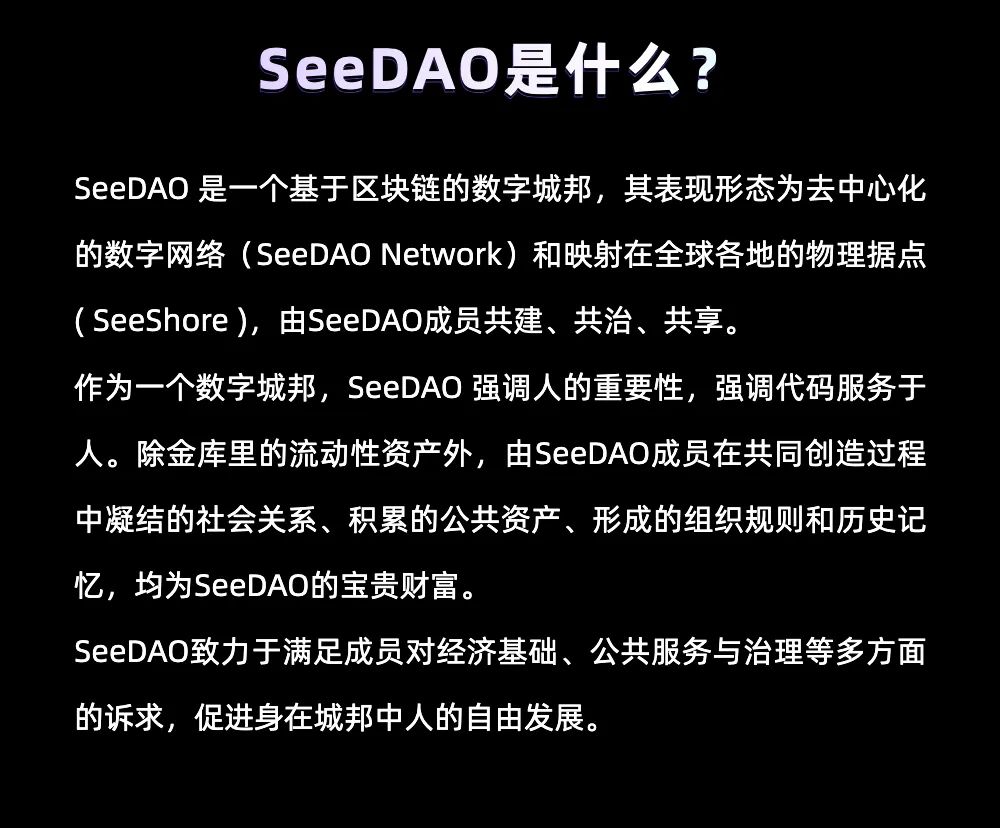 SeeDAO是什么?
SeeDAO 是一个基于区块链的数字城邦，其表现形态为去中心化
的数字网络（SeeDAO Network）和映射在全球各地的物理据点
( SeeShore )，由SeeDAO成员共建、共治、共享。
作为一个数字城邦，SeeDAO 强调人的重要性，强调代码服务于
人。除金库里的流动性资产外，由SeeDAO成员在共同创造过程
中凝结的社会关系、积累的公共资产、形成的组织规则和历史记
忆，均为SeeDAO的宝贵财富。
SeeDAO致力于满足成员对经济基础、公共服务与治理等多方面
的诉求，促进身在城邦中人的自由发展。